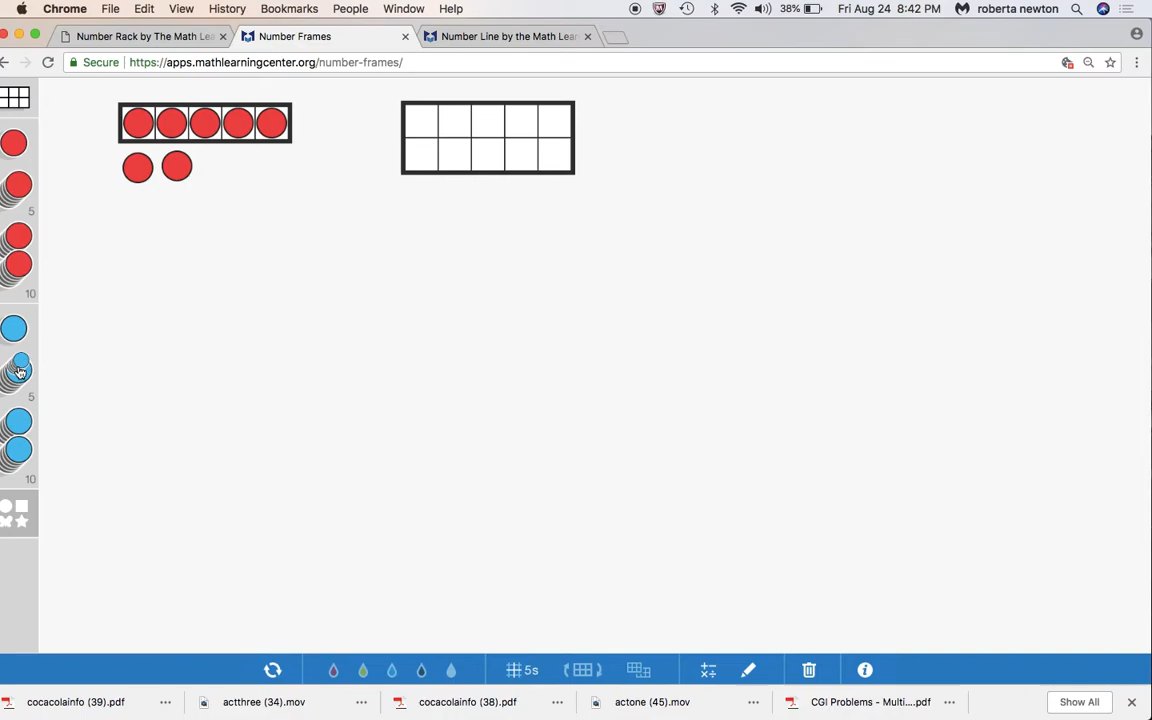 Chrome File Edit View History Bookmarks People Window Help 38% Fri Aug 24 8:42 PM roberta newton
Number Rack by The Math Lea Number Frames Number Line by the Math Lear
Secure https://apps.mathlearningcenter.org/number-frames/
5
10
5
10
5s
cocacolainfo (39).pdf actthree (34).mov cocacolainfo (38).pdf actone (45).mov CGI Problems - Multi....pdf Show All